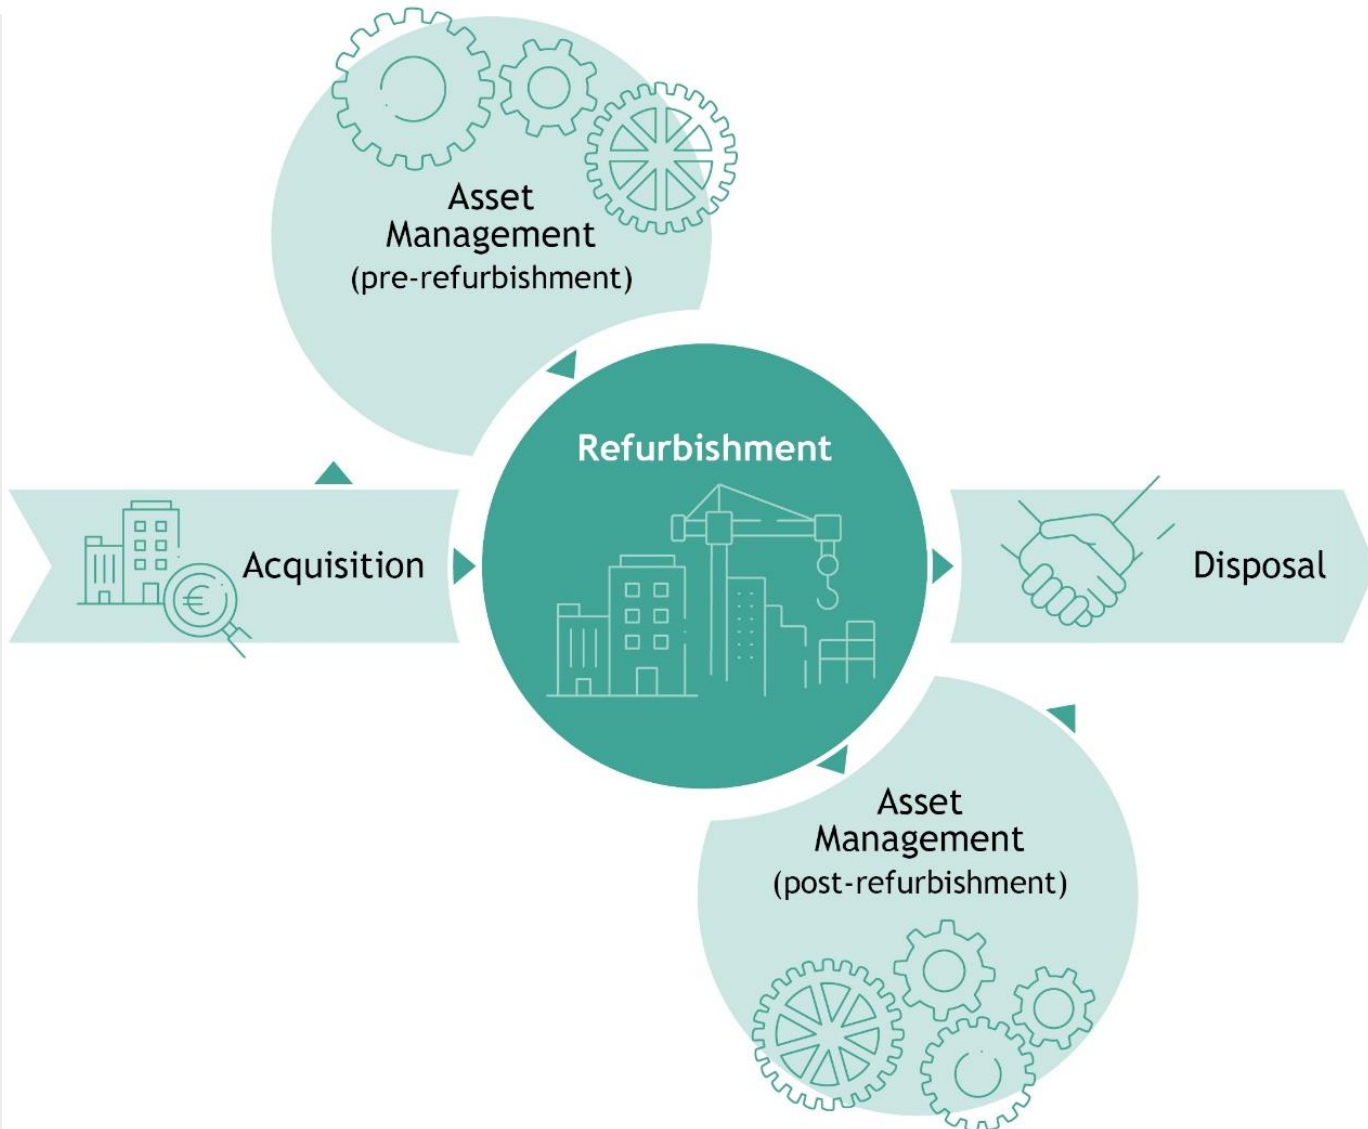 Asset
Management
(pre-refurbishment)
Refurbishment
Acquisition
€
Disposal
Asset
Management
(post-refurbishment)